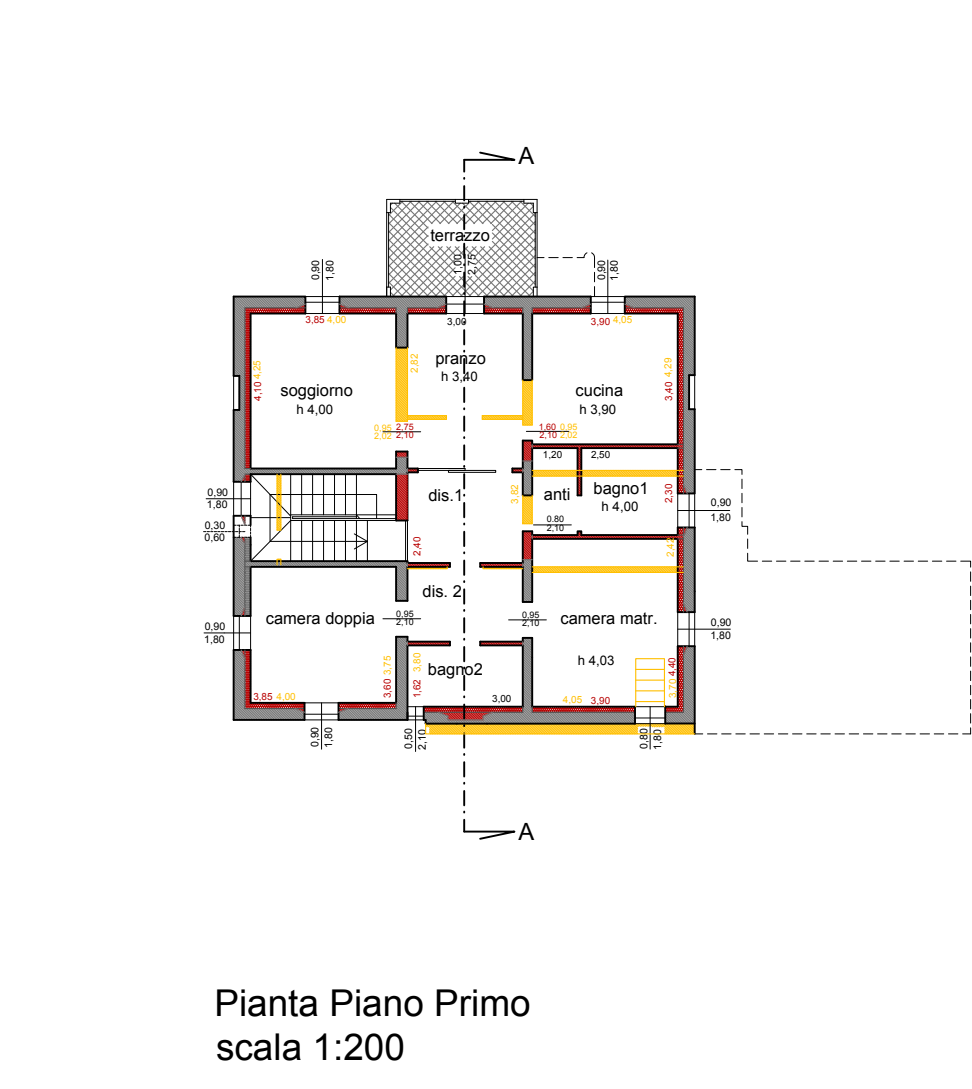 A
terrazzo
0,90
1,80
1,00
2,75
0,90
1,80
3,85 4,00
3,00
3,90 4,05
4,10 4,25
soggiorno
h 4,00
2,82
pranzo
h 3,40
cucina
h 3,90
3,40 4,29
0,95 2,75
2,02 2,10
1,60 0,95
2,10 2,02
1,20
2,50
0,90
1,80
0,30
0,60
dis.1
3,82
anti
bagno1
h 4,00
2,30
0,90
1,80
0.80
2,10
2,40
2,42
dis. 2
camera doppia
0,95
2,10
0,95
2,10
camera matr.
h 4,03
0,90
1,80
0,90
1,80
3,60 3,75
1,62 3,80
bagno2
3,00
3,85 4,00
4.05 3,90
3,70 4,40
0,90
1,80
0,50
2,10
0,80
1,80
A
Pianta Piano Primo
scala 1:200